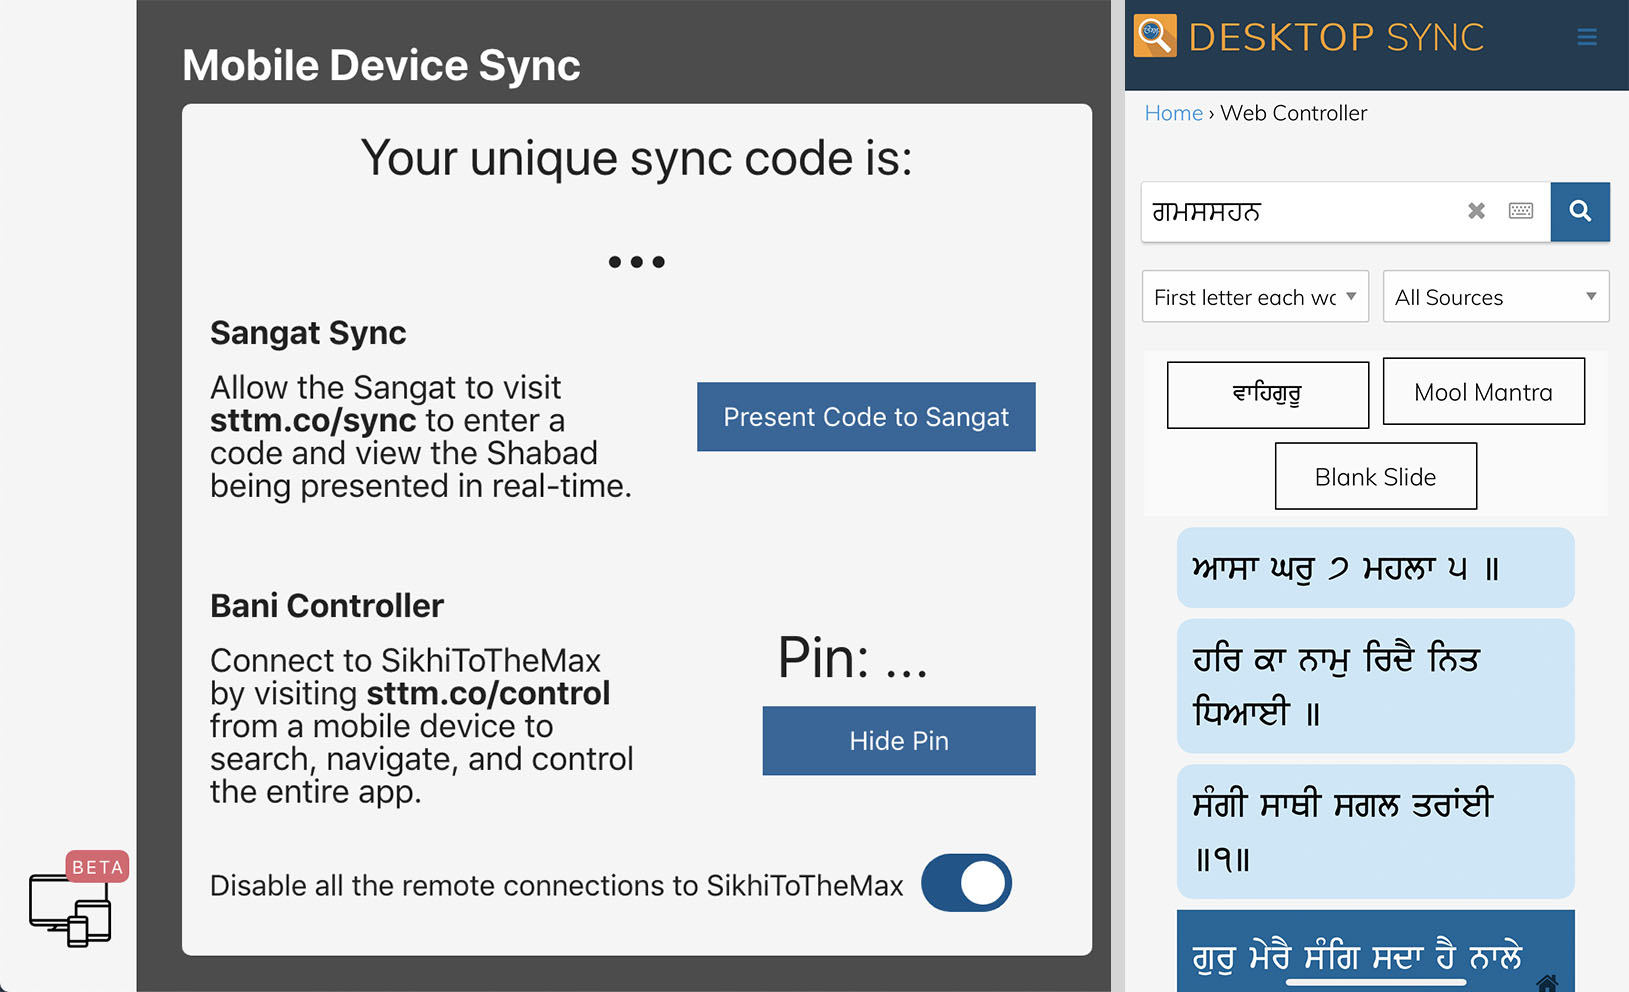 Mobile Device Sync
Your unique sync code is:
...
Sangat Sync
Allow the Sangat to visit
sttm.co/sync to enter a
code and view the Shabad
being presented in real-time.
Present Code to Sangat
Bani Controller
Connect to SikhiToTheMax
by visiting sttm.co/control
from a mobile device to
search, navigate, and control
the entire app.
Pin: ...
Hide Pin
Disable all the remote connections to SikhiToTheMax
BETA
DESKTOP SYNC
Home › Web Controller
ਗਮਸਸਹਨ
First letter each wo
All Sources
ਵਾਹਿਗੁਰੂ
Mool Mantra
Blank Slide
ਆਸਾ ਘਰੁ ੭ ਮਹਲਾ ੫ ॥
ਹਰਿ ਕਾ ਨਾਮੁ ਰਿਦੈ ਨਿਤ
ਧਿਆਈ ॥
ਸੰਗੀ ਸਾਥੀ ਸਗਲ ਤਰਾਂਈ
॥੧॥
ਗੁਰੁ ਮੇਰੈ ਸੰਗਿ ਸਦਾ ਹੈ ਨਾਲੇ